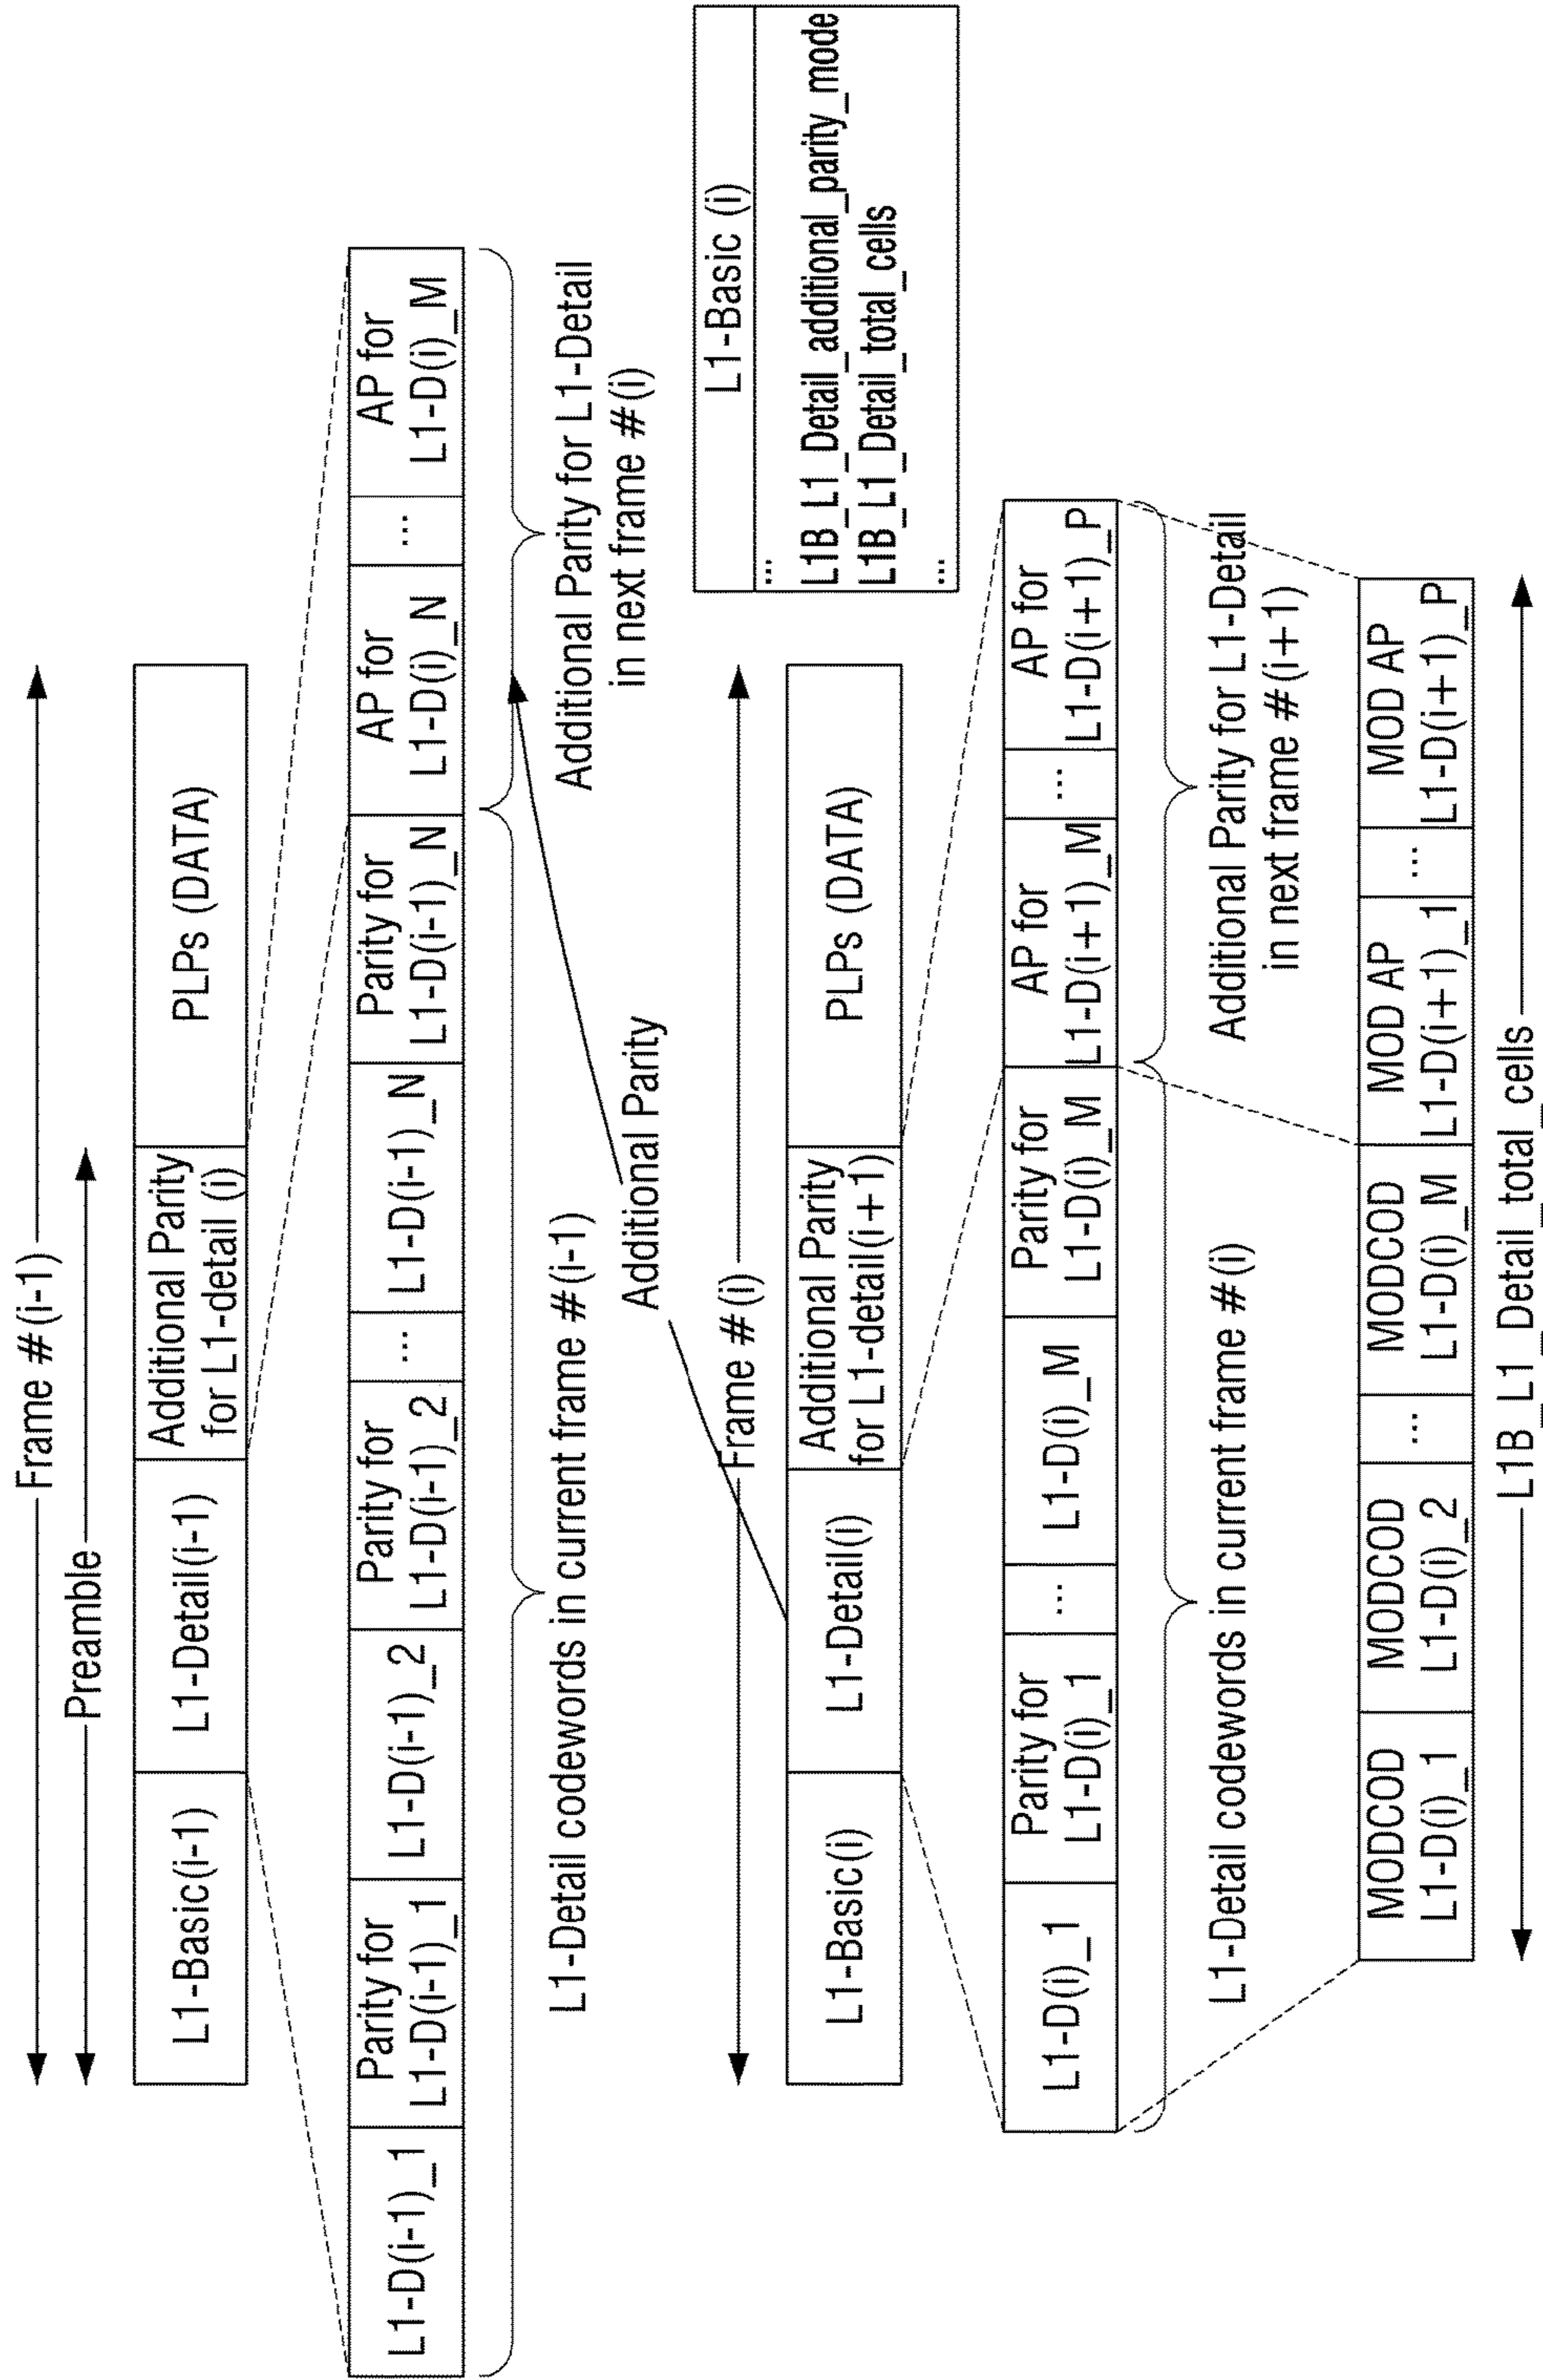 Frame #(i-1)
Preamble
L1-Basic(i-1)
L1-Detail(i-1)
Additional Parity
for L1-detail (i)
PLPs (DATA)
L1-D(i-1)_1
Parity for
L1-D(i-1)_1
L1-D(i-1)_2
Parity for
L1-D(i-1)_2
...
L1-D(i-1)_N
Parity for
L1-D(i-1)_N
AP for
L1-D(i)_N
...
AP for
L1-D(i)_M
L1-Detail codewords in current frame #(i-1)
Additional Parity for L1-Detail
in next frame #(i)
Additional Parity
L1-Basic (i)
...
L1B_L1_Detail_additional_parity_mode
L1B_L1_Detail_total_cells
...
Frame #(i)
L1-Basic(i)
L1-Detail(i)
Additional Parity
for L1-detail(i+1)
PLPs (DATA)
L1-D(i)_1
Parity for
L1-D(i)_1
...
L1-D(i)_M
Parity for
L1-D(i)_M
AP for
L1-D(i+1)_M
...
AP for
L1-D(i+1)_P
L1-Detail codewords in current frame #(i)
Additional Parity for L1-Detail
in next frame #(i+1)
MODCOD
L1-D(i)_1
MODCOD
L1-D(i)_2
...
MODCOD
L1-D(i)_M
MOD AP
L1-D(i+1)_1
...
MOD AP
L1-D(i+1)_P
L1B_L1_Detail_total_cells